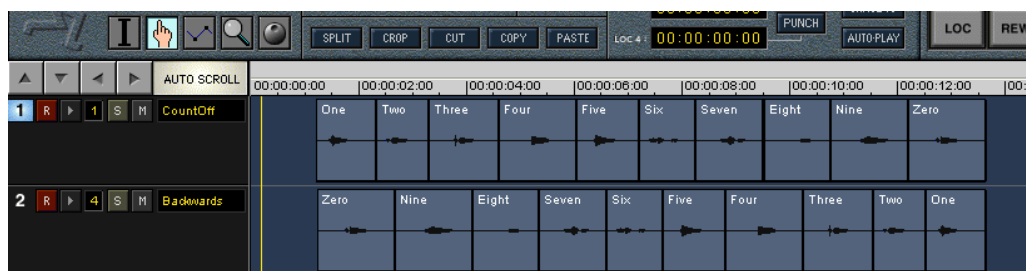 SPLIT CROP CUT COPY PASTE LOC 4: 00:00:00:00 PUNCH AUTO-PLAY LOC
AUTO SCROLL 00:00:00:00 00:00:02:00 00:00:04:00 00:00:06:00 00:00:08:00 00:00:10:00 00:00:12:00
1 R 1 S M CountOff One Two Three Four Five Six Seven Eight Nine Zero
2 R 4 S M Backwards Zero Nine Eight Seven Six Five Four Three Two One